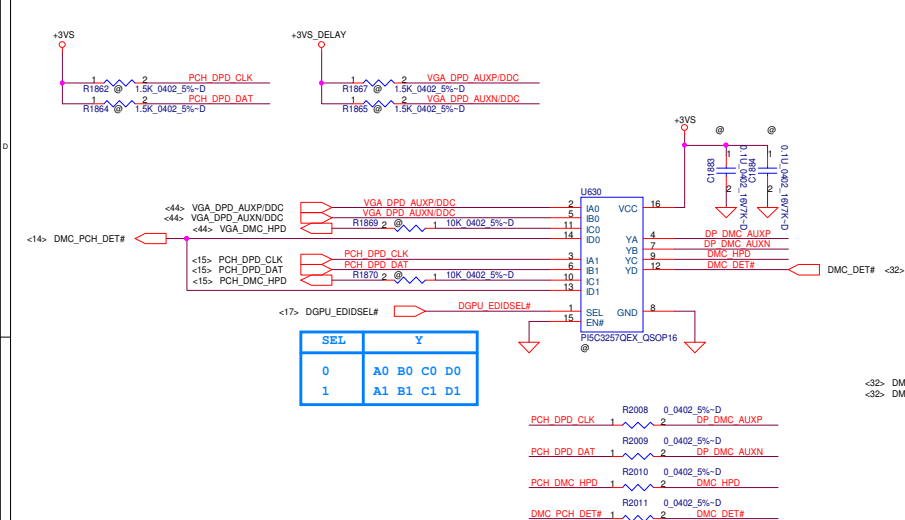 +3VS
+3VS_DELAY
1 2 PCH_DPD_CLK
R1862 @ 1.5K_0402_5%~D
1 2 PCH_DPD_DAT
R1864 @ 1.5K_0402_5%~D
1 2 VGA_DPD_AUXP/DDC
R1867 @ 1.5K_0402_5%~D
1 2 VGA_DPD_AUXN/DDC
R1865 @ 1.5K_0402_5%~D
D
+3VS
@ @
1 1
C1883
0.1U_0402_16V7K~D
C1884
0.1U_0402_16V7K~D
2 2
U630
<44> VGA_DPD_AUXP/DDC VGA_DPD_AUXP/DDC 2 IA0 VCC 16
<44> VGA_DPD_AUXN/DDC VGA_DPD_AUXN/DDC 5 IB0
<44> VGA_DMC_HPD R1869 2 @ 1 10K_0402_5%~D 11 IC0
<14> DMC_PCH_DET# 14 ID0
YA 4 DP_DMC_AUXP
YB 7 DP_DMC_AUXN
<15> PCH_DPD_CLK PCH_DPD_CLK 3 IA1 YC 9 DMC_HPD
<15> PCH_DPD_DAT PCH_DPD_DAT 6 IB1 YD 12 DMC_DET# DMC_DET# <32>
<15> PCH_DMC_HPD R1870 2 @ 1 10K_0402_5%~D 10 IC1
13 ID1
<17> DGPU_EDIDSEL# DGPU_EDIDSEL# 1 SEL GND 8
15 EN#
PI5C3257QEX_QSOP16
@
SEL Y
0 A0 B0 C0 D0
1 A1 B1 C1 D1
<32> DM
<32> DM
R2008 0_0402_5%~D
PCH_DPD_CLK 1 2 DP_DMC_AUXP
R2009 0_0402_5%~D
PCH_DPD_DAT 1 2 DP_DMC_AUXN
R2010 0_0402_5%~D
PCH_DMC_HPD 1 2 DMC_HPD
R2011 0_0402_5%~D
DMC_PCH_DET# 1 2 DMC_DET#